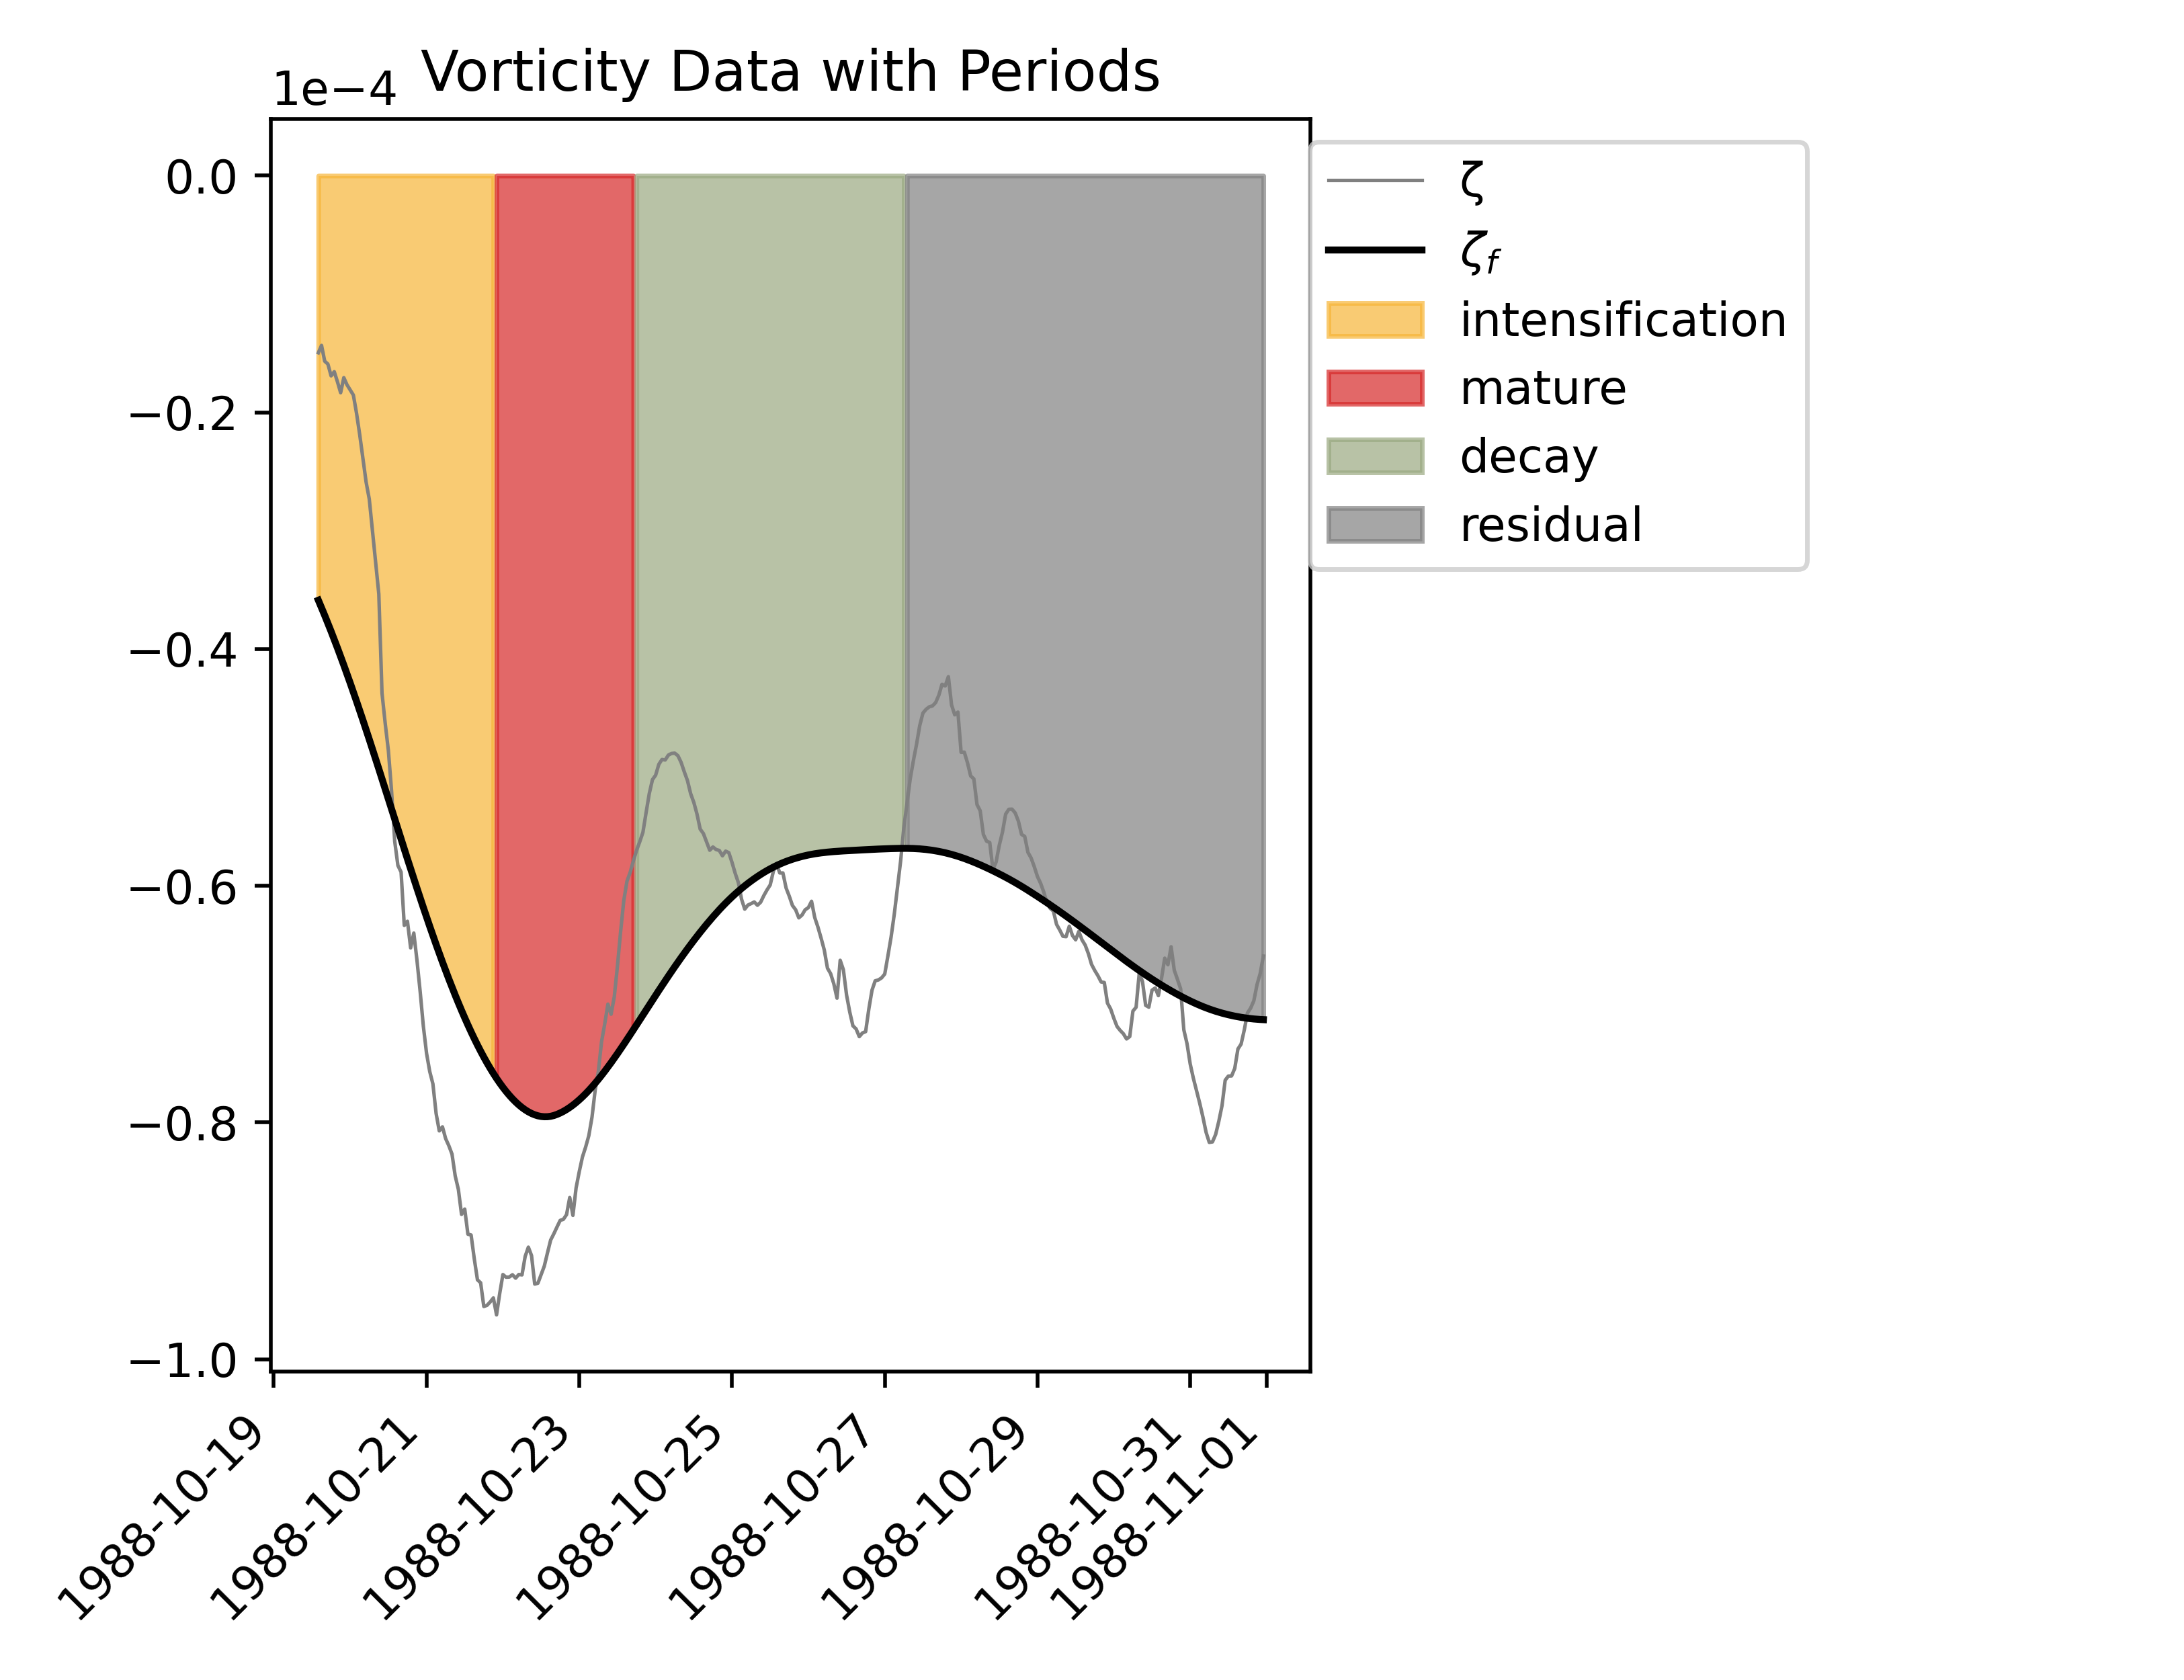 Vorticity Data with Periods
1e−4
0.0
−0.2
−0.4
−0.6
−0.8
−1.0
1988-10-19
1988-10-21
1988-10-23
1988-10-25
1988-10-27
1988-10-29
1988-10-31
1988-11-01
ζ
ζf
intensification
mature
decay
residual